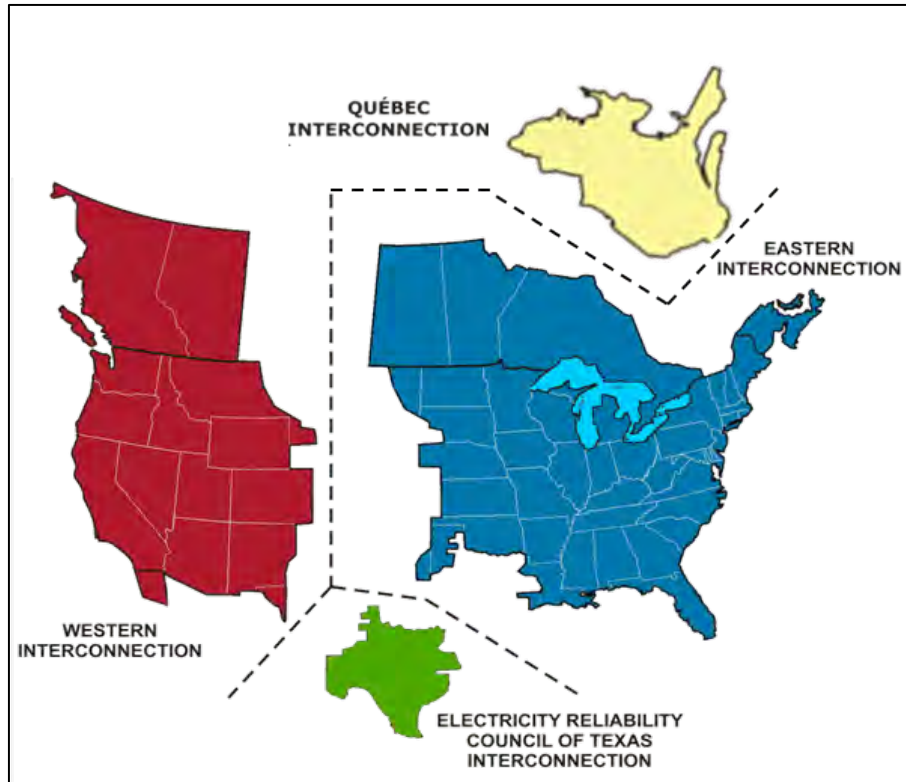 QUÉBEC
INTERCONNECTION
EASTERN
INTERCONNECTION
WESTERN
INTERCONNECTION
ELECTRICITY RELIABILITY
COUNCIL OF TEXAS
INTERCONNECTION